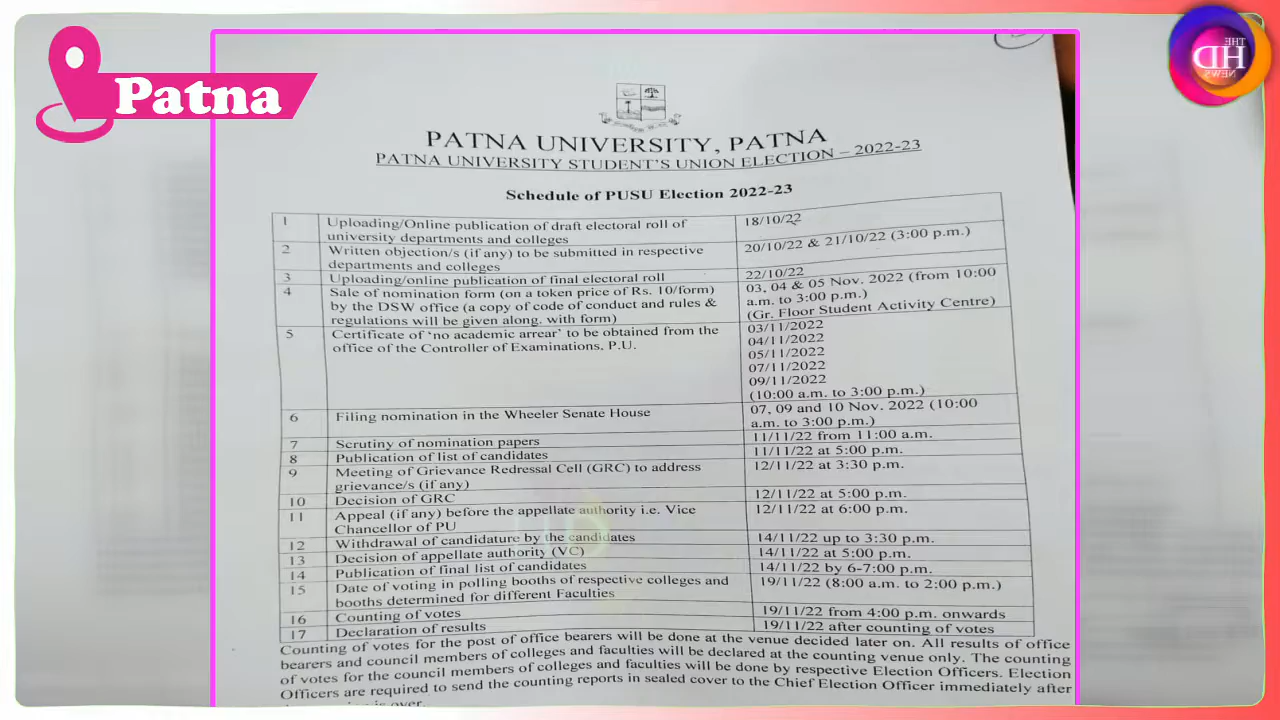 Patna
THE
HD
NEWS
PATNA UNIVERSITY, PATNA
PATNA UNIVERSITY STUDENT'S UNION ELECTION – 2022-23
Schedule of PUSU Election 2022-23
1 Uploading/Online publication of draft electoral roll of university departments and colleges 18/10/22
2 Written objection/s (if any) to be submitted in respective departments and colleges 20/10/22 & 21/10/22 (3:00 p.m.)
3 Uploading/online publication of final electoral roll 22/10/22
4 Sale of nomination form (on a token price of Rs. 10/form) by the DSW office (a copy of code of conduct and rules & regulations will be given along. with form) 03, 04 & 05 Nov. 2022 (from 10:00 a.m. to 3:00 p.m.) (Gr. Floor Student Activity Centre)
5 Certificate of 'no academic arrear' to be obtained from the office of the Controller of Examinations, P.U. 03/11/2022
04/11/2022
05/11/2022
07/11/2022
09/11/2022
(10:00 a.m. to 3:00 p.m.)
6 Filing nomination in the Wheeler Senate House 07, 09 and 10 Nov. 2022 (10:00 a.m. to 3:00 p.m.)
7 Scrutiny of nomination papers 11/11/22 from 11:00 a.m.
8 Publication of list of candidates 11/11/22 at 5:00 p.m.
9 Meeting of Grievance Redressal Cell (GRC) to address grievance/s (if any) 12/11/22 at 3:30 p.m.
10 Decision of GRC 12/11/22 at 5:00 p.m.
11 Appeal (if any) before the appellate authority i.e. Vice Chancellor of PU 12/11/22 at 6:00 p.m.
12 Withdrawal of candidature by the candidates 14/11/22 up to 3:30 p.m.
13 Decision of appellate authority (VC) 14/11/22 at 5:00 p.m.
14 Publication of final list of candidates 14/11/22 by 6-7:00 p.m.
15 Date of voting in polling booths of respective colleges and booths determined for different Faculties 19/11/22 (8:00 a.m. to 2:00 p.m.)
16 Counting of votes 19/11/22 from 4:00 p.m. onwards
17 Declaration of results 19/11/22 after counting of votes
Counting of votes for the post of office bearers will be done at the venue decided later on. All results of office
bearers and council members of colleges and faculties will be declared at the counting venue only. The counting
of votes for the council members of colleges and faculties will be done by respective Election Officers. Election
Officers are required to send the counting reports in sealed cover to the Chief Election Officer immediately after
is over.